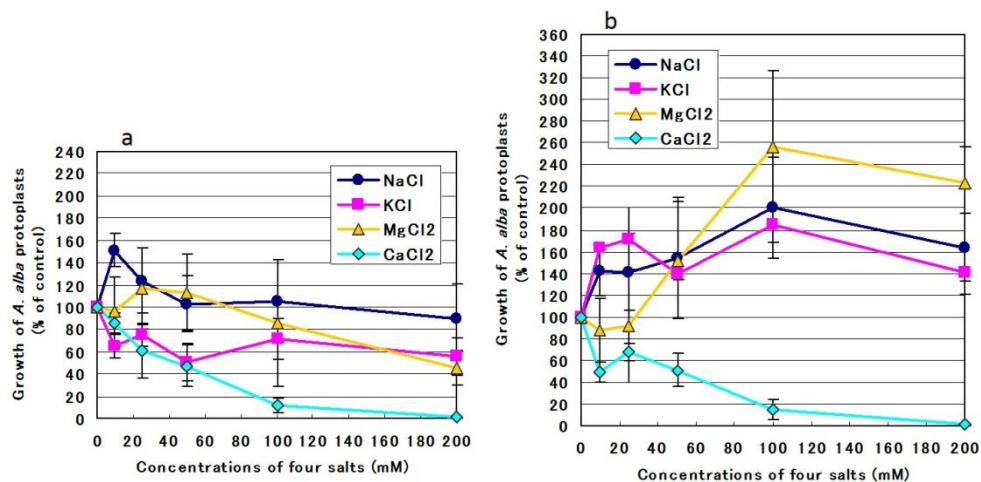 a
240
220
200
180
160
140
120
100
80
60
40
20
0
0 20 40 60 80 100 120 140 160 180 200
Growth of A. alba protoplasts
(% of control)
Concentrations of four salts (mM)
NaCl
KCl
MgCl2
CaCl2
b
360
340
320
300
280
260
240
220
200
180
160
140
120
100
80
60
40
20
0
0 20 40 60 80 100 120 140 160 180 200
Growth of A. alba protoplasts
(% of control)
Concentrations of four salts (mM)
NaCl
KCl
MgCl2
CaCl2